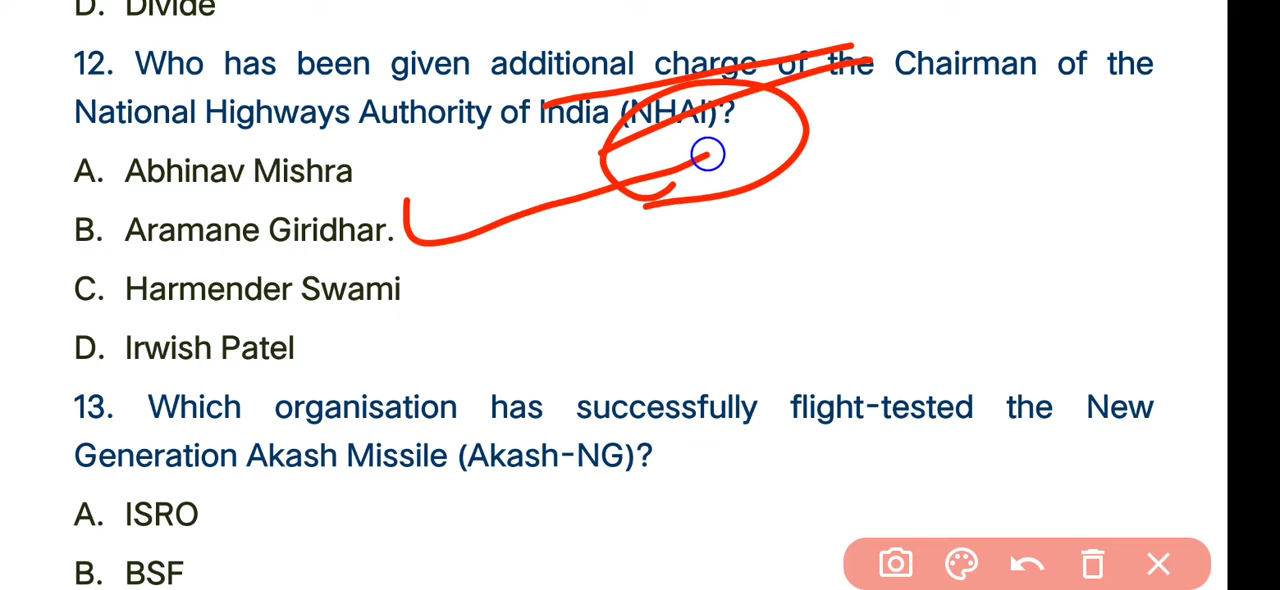 D. Divide
12. Who has been given additional charge of the Chairman of the
National Highways Authority of India (NHAI)?
A. Abhinav Mishra
B. Aramane Giridhar.
C. Harmender Swami
D. Irwish Patel
13. Which organisation has successfully flight-tested the New
Generation Akash Missile (Akash-NG)?
A. ISRO
B. BSF